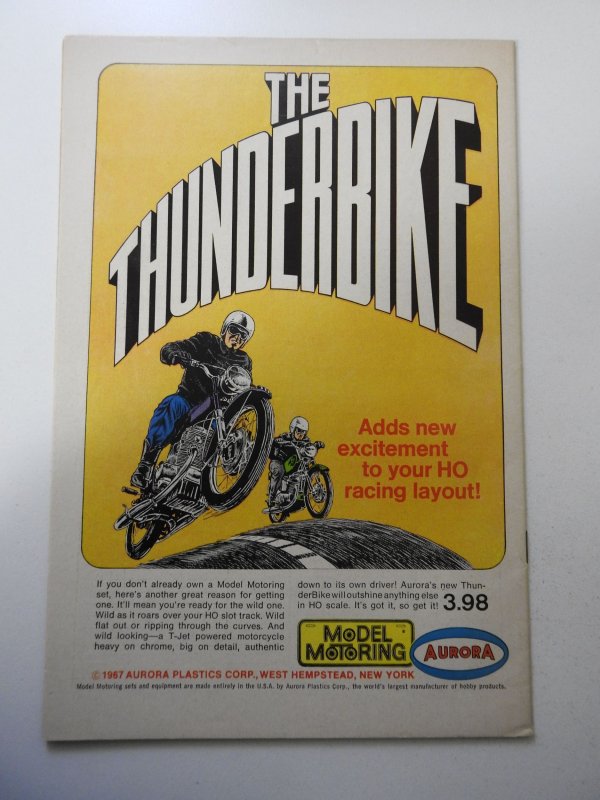 THE
THUNDERBIKE
Adds new
excitement
to your HO
racing layout!
If you don't already own a Model Motoring
set, here's another great reason for getting
one. It'll mean you're ready for the wild one.
Wild as it roars over your HO slot track. Wild
flat out or ripping through the curves. And
wild looking—a T-Jet powered motorcycle
heavy on chrome, big on detail, authentic
down to its own driver! Aurora's new Thun-
derBike will outshine anything else
in HO scale. It's got it, so get it! 3.98
MODEL
MOTORING
AURORA
© 1967 AURORA PLASTICS CORP., WEST HEMPSTEAD, NEW YORK
Model Motoring sets and equipment are made entirely in the U.S.A. by Aurora Plastics Corp., the world's largest manufacturer of hobby products.